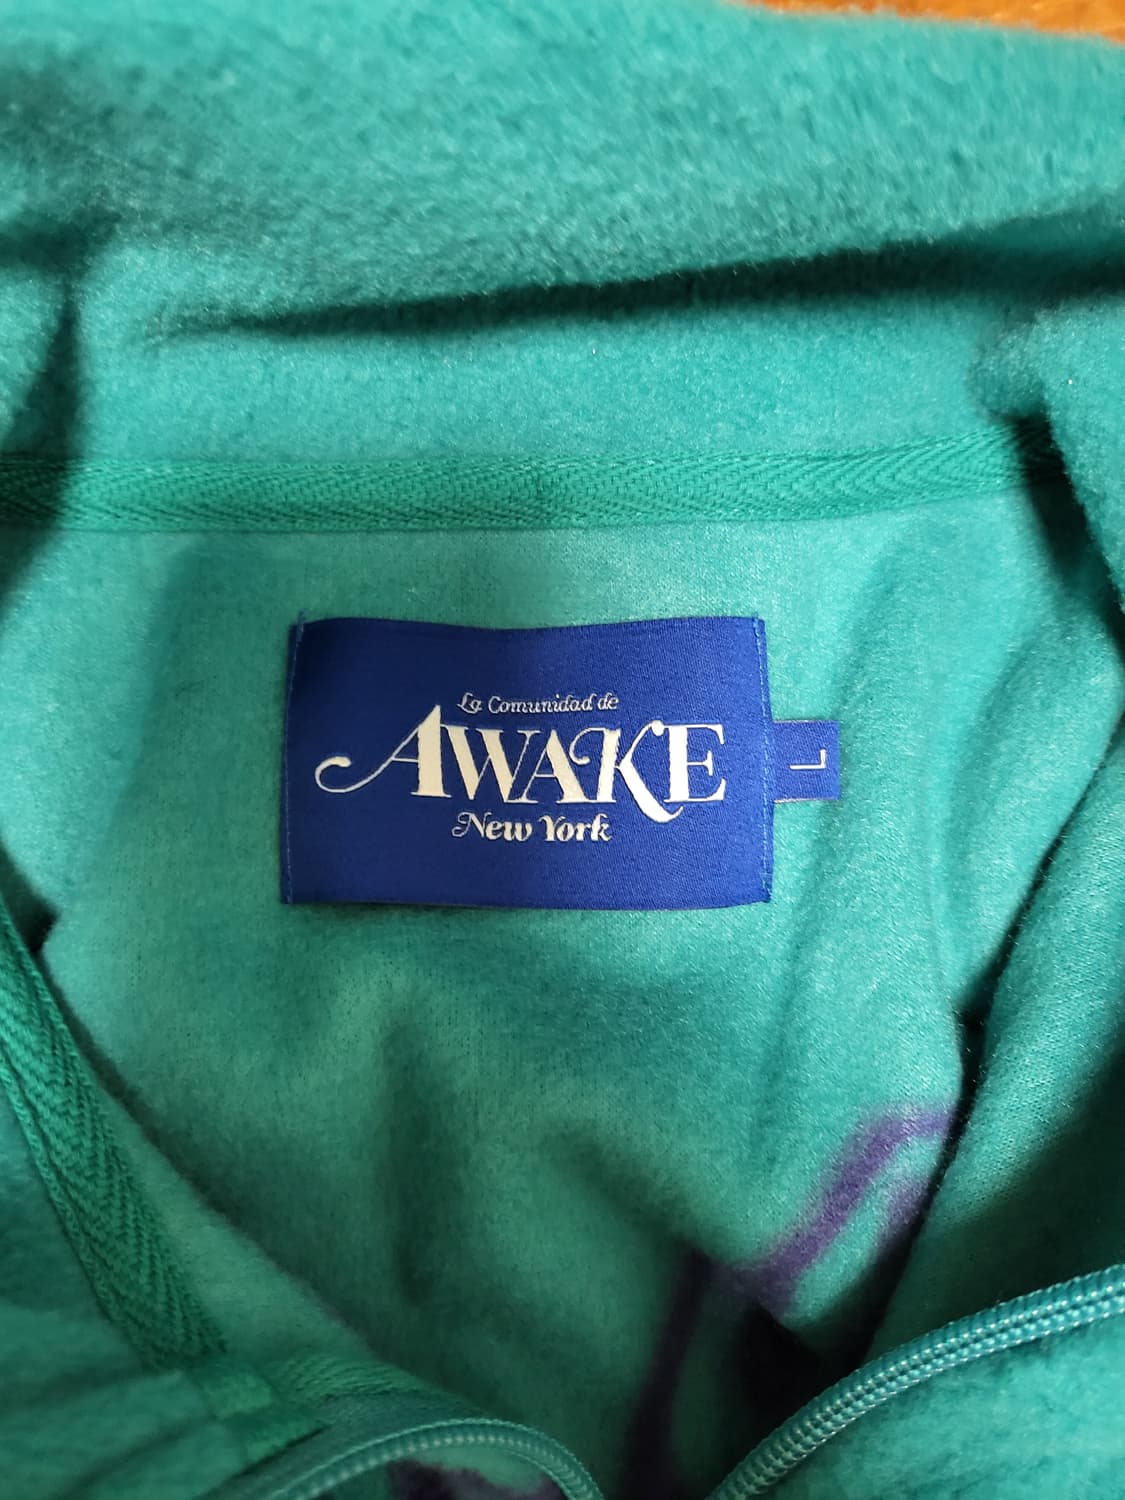 La Comunidad de
AWAKE
New York
L